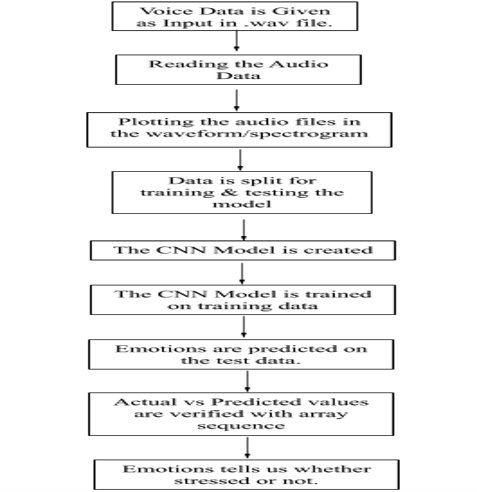 Voice Data is Given
as Input in .wav file.
Reading the Audio
Data
Plotting the audio files in
the waveform/spectrogram
Data is split for
training & testing the
model
The CNN Model is created
The CNN Model is trained
on training data
Emotions are predicted on
the test data.
Actual vs Predicted values
are verified with array
sequence
Emotions tells us whether
stressed or not.